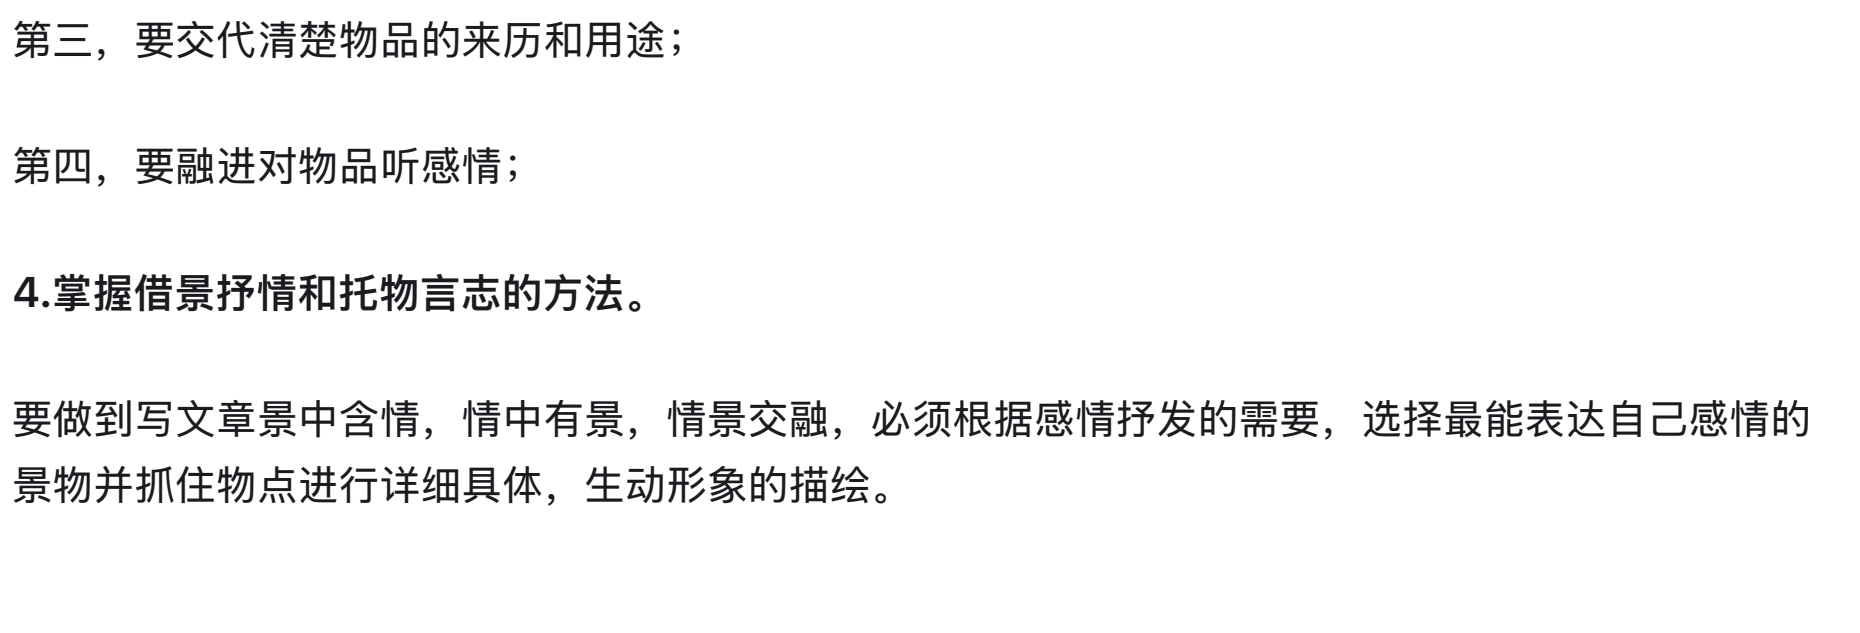 第三，要交代清楚物品的来历和用途；
第四，要融进对物品听感情；
4.掌握借景抒情和托物言志的方法。
要做到写文章景中含情，情中有景，情景交融，必须根据感情抒发的需要，选择最能表达自己感情的
景物并抓住物点进行详细具体，生动形象的描绘。